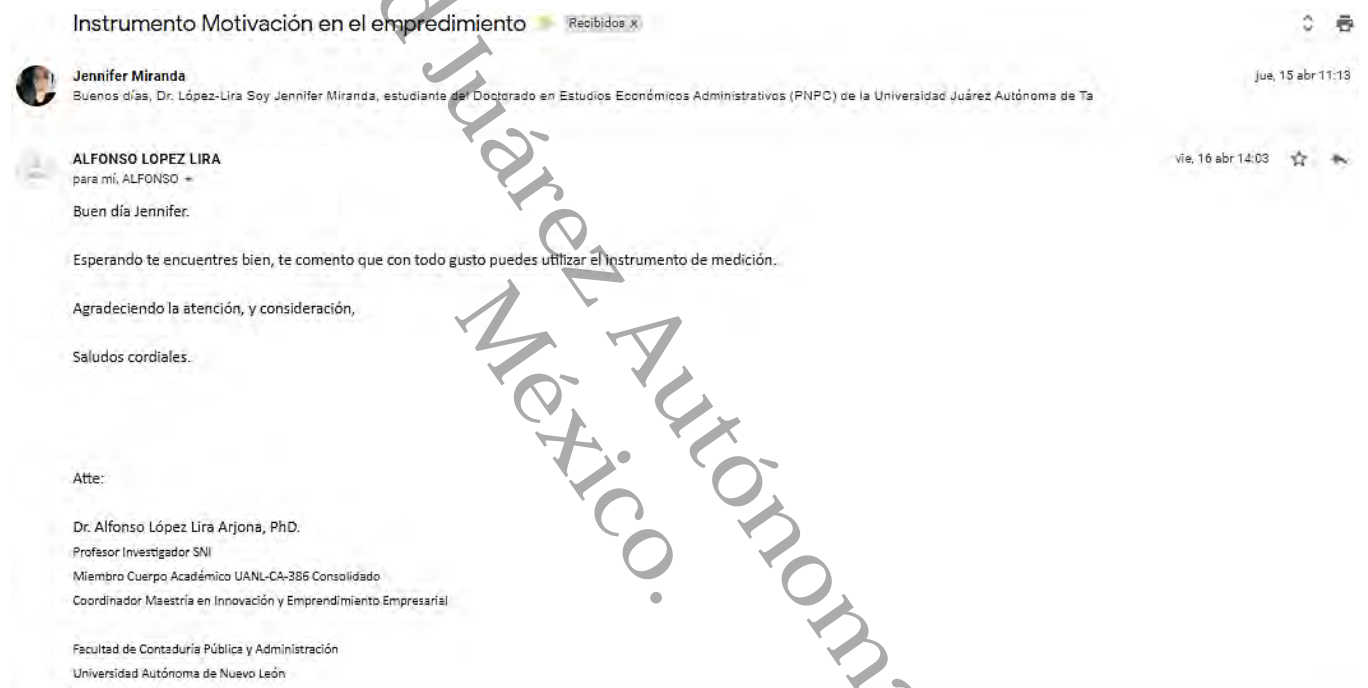 Instrumento Motivación en el empredimiento Recibidos x
Jennifer Miranda
jue, 15 abr 11:13
Buenos días, Dr. López-Lira Soy Jennifer Miranda, estudiante del Doctorado en Estudios Económicos Administrativos (PNPC) de la Universidad Juárez Autónoma de Ta
ALFONSO LOPEZ LIRA
vie, 16 abr 14:03
para mí, ALFONSO
Buen día Jennifer.
Esperando te encuentres bien, te comento que con todo gusto puedes utilizar el instrumento de medición.
Agradeciendo la atención, y consideración,
Saludos cordiales.
Atte:
Dr. Alfonso López Lira Arjona, PhD.
Profesor Investigador SNI
Miembro Cuerpo Académico UANL-CA-386 Consolidado
Coordinador Maestría en Innovación y Emprendimiento Empresarial
Facultad de Contaduría Pública y Administración
Universidad Autónoma de Nuevo León
d Juárez Autónoma
México.